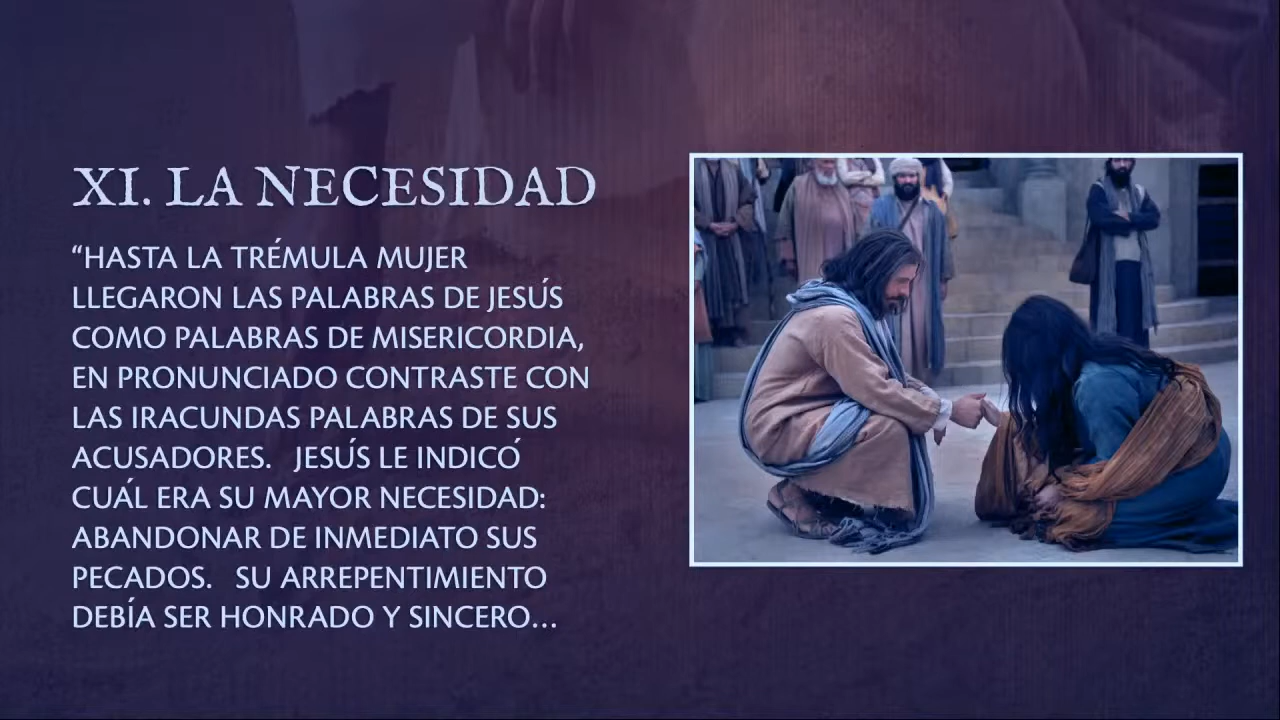 XI. LA NECESIDAD
“HASTA LA TRÉMULA MUJER
LLEGARON LAS PALABRAS DE JESÚS
COMO PALABRAS DE MISERICORDIA,
EN PRONUNCIADO CONTRASTE CON
LAS IRACUNDAS PALABRAS DE SUS
ACUSADORES.   JESÚS LE INDICÓ
CUÁL ERA SU MAYOR NECESIDAD:
ABANDONAR DE INMEDIATO SUS
PECADOS.   SU ARREPENTIMIENTO
DEBÍA SER HONRADO Y SINCERO...